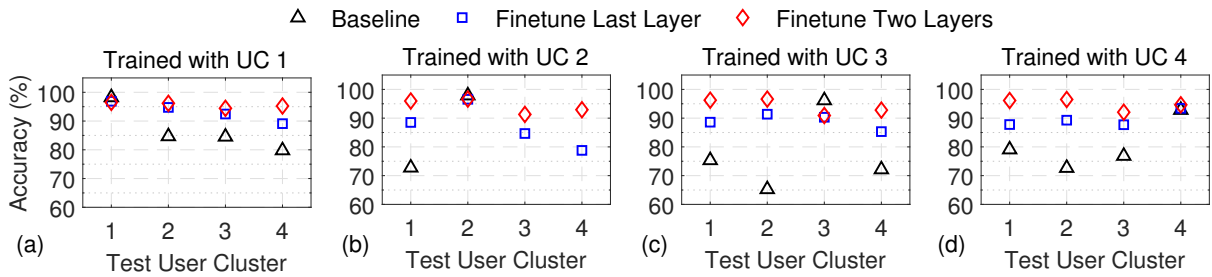 Baseline Finetune Last Layer Finetune Two Layers
Trained with UC 1 Trained with UC 2 Trained with UC 3 Trained with UC 4
Accuracy (%)
100 100 100 100
90 90 90 90
80 80 80 80
70 70 70 70
60 60 60 60
1 2 3 4 1 2 3 4 1 2 3 4 1 2 3 4
(a) (b) (c) (d)
Test User Cluster Test User Cluster Test User Cluster Test User Cluster